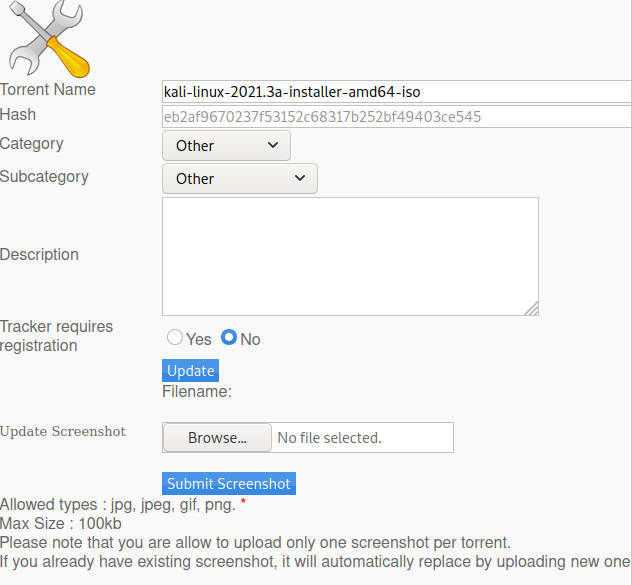 Torrent Name kali-linux-2021.3a-installer-amd64-iso
Hash eb2af9670237f53152c68317b252bf49403ce545
Category Other
Subcategory Other
Description
Tracker requires
registration Yes No
Update
Filename:
Update Screenshot Browse... No file selected.
Submit Screenshot
Allowed types : jpg, jpeg, gif, png. *
Max Size : 100kb
Please note that you are allow to upload only one screenshot per torrent.
If you already have existing screenshot, it will automatically replace by uploading new one